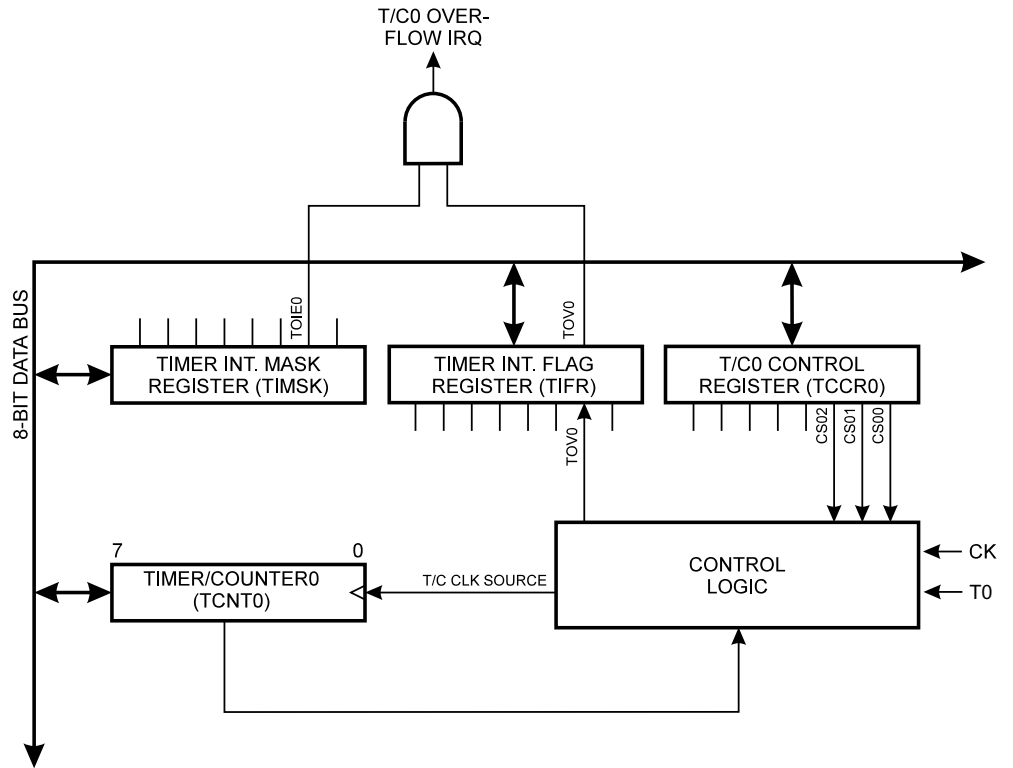 T/C0 OVER-
FLOW IRQ
8-BIT DATA BUS
TOIE0
TOV0
TIMER INT. MASK
REGISTER (TIMSK)
TIMER INT. FLAG
REGISTER (TIFR)
T/C0 CONTROL
REGISTER (TCCR0)
TOV0
CS02
CS01
CS00
7
0
TIMER/COUNTER0
(TCNT0)
T/C CLK SOURCE
CONTROL
LOGIC
CK
T0